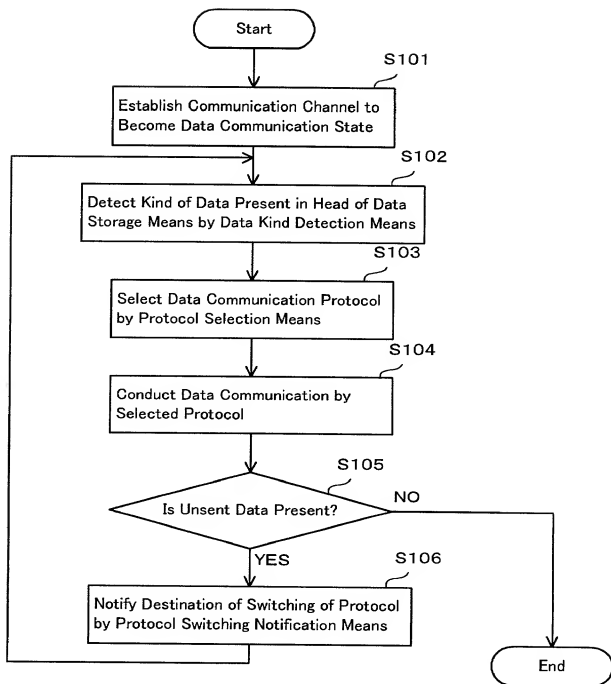 Start
S101
Establish Communication Channel to
Become Data Communication State
S102
Detect Kind of Data Present in Head of Data
Storage Means by Data Kind Detection Means
S103
Select Data Communication Protocol
by Protocol Selection Means
S104
Conduct Data Communication by
Selected Protocol
S105
Is Unsent Data Present?
NO
YES
S106
Notify Destination of Switching of Protocol
by Protocol Switching Notification Means
End